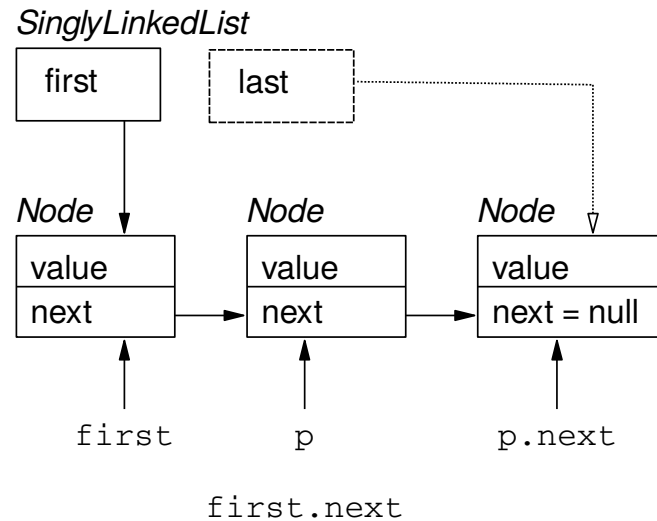 SinglyLinkedList
first last
Node Node Node
value value value
next next next = null
first p p.next
first.next